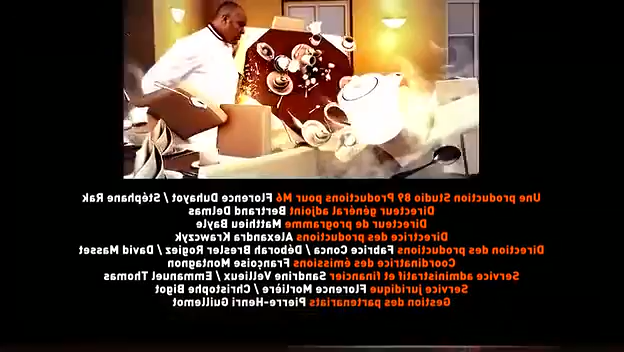 Une production Studio 89 Productions pour M6 Florence Duhayot / Stéphane Rak
Directeur général adjoint Bertrand Delmas
Directeur de programme Matthieu Bayle
Directrice des productions Alexandra Krawczyk
Direction des productions Fabrice Conca / Déborah Bresler Rogiez / David Masset
Coordinatrice des émissions Françoise Montagnon
Service administratif et financier Sandrine Veilleux / Emmanuel Thomas
Service juridique Florence Morlière / Christophe Bigot
Gestion des partenariats Pierre-Henri Guillemot